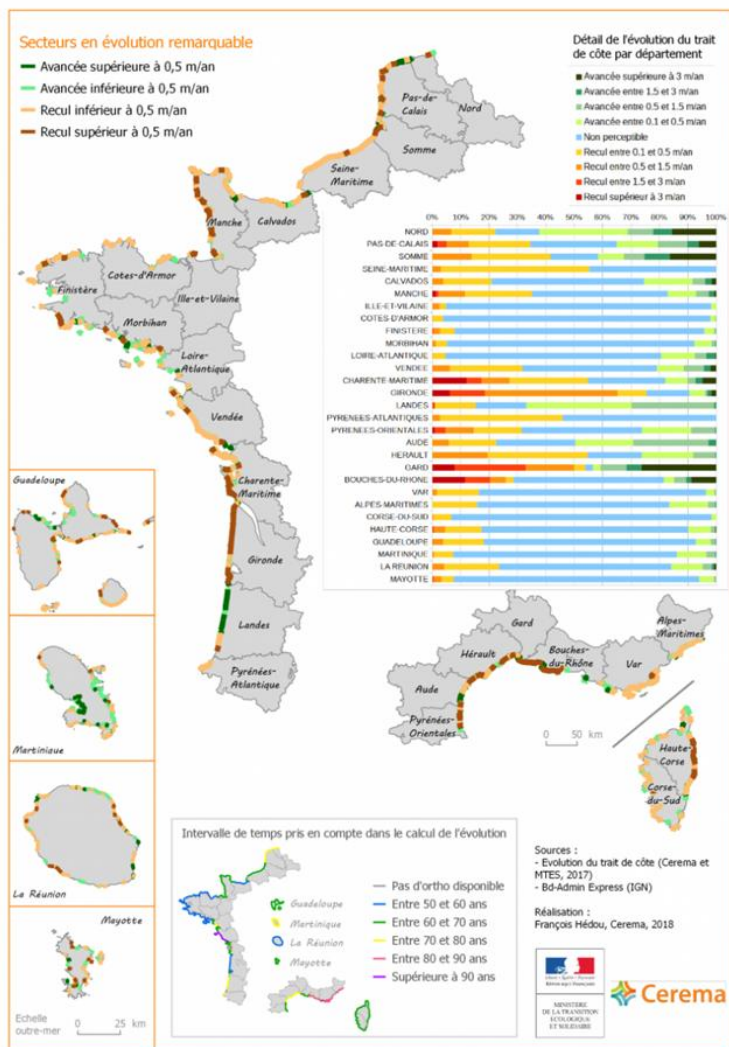 Secteurs en évolution remarquable
Avancée supérieure à 0,5 m/an
Avancée inférieure à 0,5 m/an
Recul inférieur à 0,5 m/an
Recul supérieur à 0,5 m/an
Détail de l'évolution du trait
de côte par département
Avancée supérieure à 3 m/an
Avancée entre 1.5 et 3 m/an
Avancée entre 0.5 et 1.5 m/an
Avancée entre 0.1 et 0.5 m/an
Non perceptible
Recul entre 0.1 et 0.5 m/an
Recul entre 0.5 et 1.5 m/an
Recul entre 1.5 et 3 m/an
Recul supérieur à 3 m/an
0% 10% 20% 30% 40% 50% 60% 70% 80% 90% 100%
NORD
PAS-DE-CALAIS
SOMME
SEINE-MARITIME
CALVADOS
MANCHE
ILLE-ET-VILAINE
COTES-D'ARMOR
FINISTERE
MORBIHAN
LOIRE-ATLANTIQUE
VENDEE
CHARENTE-MARITIME
GIRONDE
LANDES
PYRENEES-ATLANTIQUES
PYRENEES-ORIENTALES
AUDE
HERAULT
GARD
BOUCHES-DU-RHONE
VAR
ALPES-MARITIMES
CORSE-DU-SUD
HAUTE-CORSE
GUADELOUPE
MARTINIQUE
LA REUNION
MAYOTTE
Pas-de-
Calais
Nord
Somme
Seine-
Maritime
Manche
Calvados
Cotes-d'Armor
Finistère
Ille-et-Vilaine
Morbihan
Loire-
Atlantique
Vendée
Charente-
Maritime
Gironde
Landes
Pyrénées-
Atlantique
Guadeloupe
Martinique
La Réunion
Mayotte
Echelle
outre-mer
0 25 km
Alpes-
Maritimes
Gard
Hérault
Bouches-
du-Rhône
Var
Aude
Pyrénées-
Orientales
0 50 km
Haute-
Corse
Corse-
du-Sud
Intervalle de temps pris en compte dans le calcul de l'évolution
Guadeloupe
Martinique
La Réunion
Mayotte
Pas d'ortho disponible
Entre 50 et 60 ans
Entre 60 et 70 ans
Entre 70 et 80 ans
Entre 80 et 90 ans
Supérieure à 90 ans
Sources :
- Evolution du trait de côte (Cerema et
MTES, 2017)
- Bd-Admin Express (IGN)
Réalisation :
François Hédou, Cerema, 2018
MINISTÈRE
DE LA TRANSITION
ÉCOLOGIQUE
ET SOLIDAIRE
Cerema